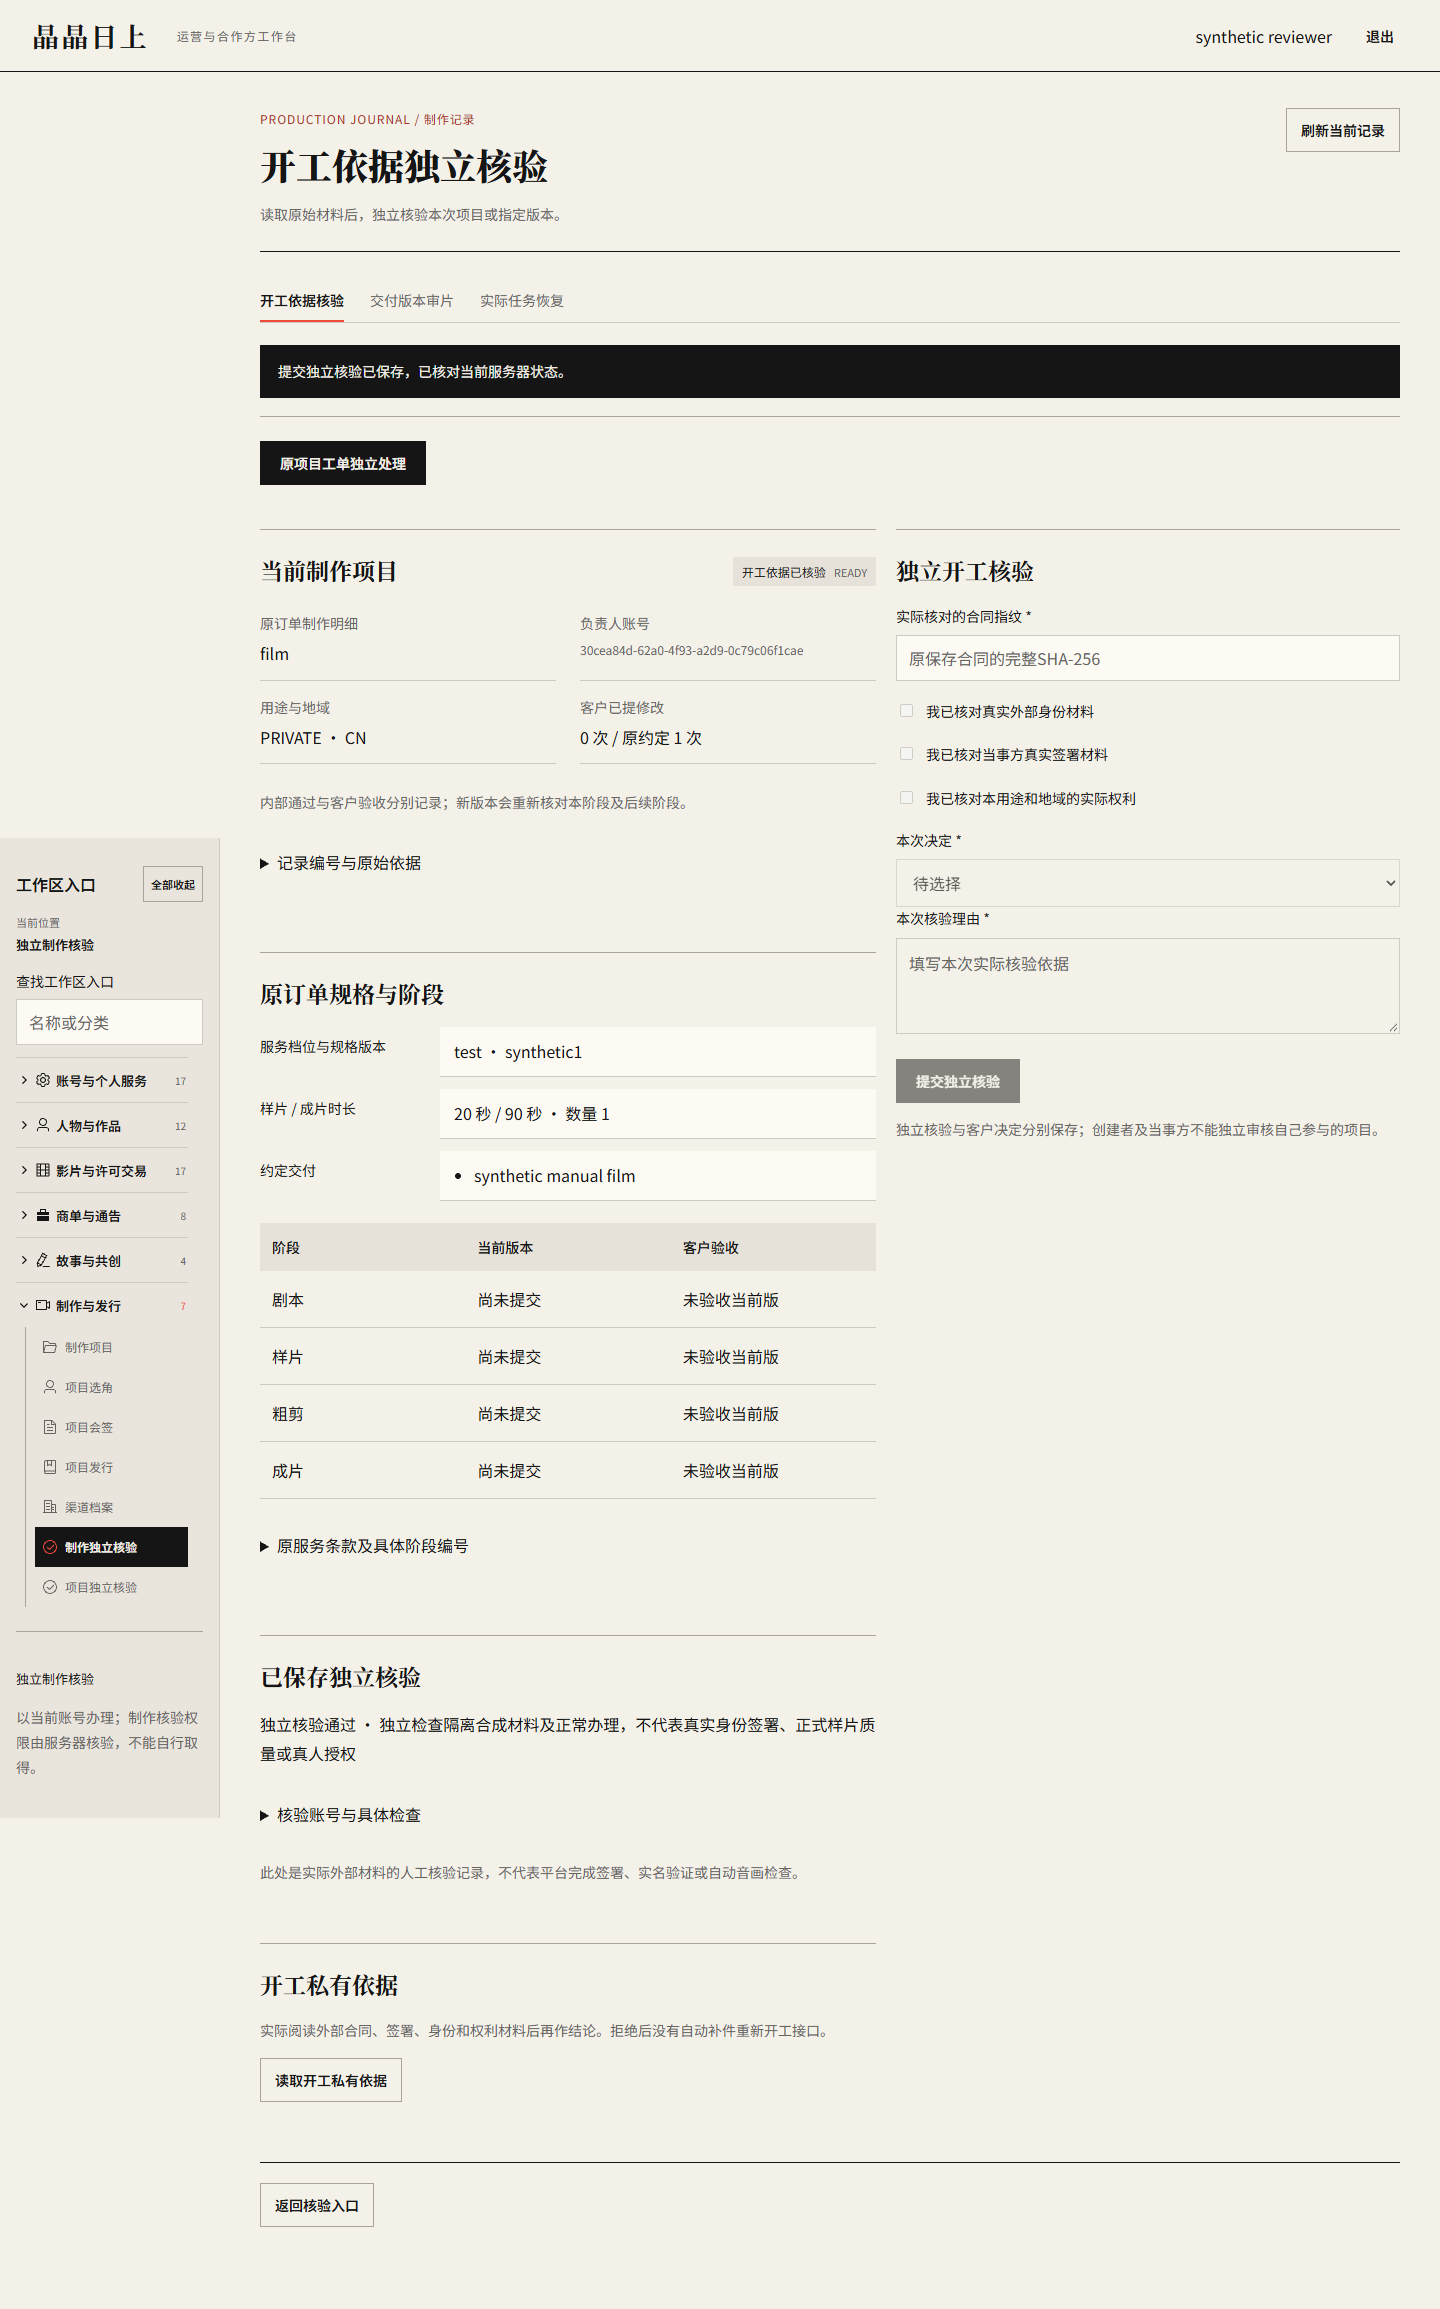 晶晶日上
运营与合作方工作台
synthetic reviewer
退出
PRODUCTION JOURNAL / 制作记录
刷新当前记录
开工依据独立核验
读取原始材料后，独立核验本次项目或指定版本。
开工依据核验
交付版本审片
实际任务恢复
提交独立核验已保存，已核对当前服务器状态。
原项目工单独立处理
当前制作项目
开工依据已核验 READY
原订单制作明细
film
负责人账号
30cea84d-62a0-4f93-a2d9-0c79c06f1cae
用途与地域
PRIVATE · CN
客户已提修改
0 次 / 原约定 1 次
内部通过与客户验收分别记录；新版本会重新核对本阶段及后续阶段。
记录编号与原始依据
独立开工核验
实际核对的合同指纹 *
原保存合同的完整SHA-256
我已核对真实外部身份材料
我已核对当事方真实签署材料
我已核对本用途和地域的实际权利
本次决定 *
待选择
本次核验理由 *
填写本次实际核验依据
提交独立核验
独立核验与客户决定分别保存；创建者及当事方不能独立审核自己参与的项目。
原订单规格与阶段
服务档位与规格版本
test · synthetic1
样片 / 成片时长
20 秒 / 90 秒 · 数量 1
约定交付
• synthetic manual film
阶段 当前版本 客户验收
剧本 尚未提交 未验收当前版
样片 尚未提交 未验收当前版
粗剪 尚未提交 未验收当前版
成片 尚未提交 未验收当前版
原服务条款及具体阶段编号
已保存独立核验
独立核验通过 · 独立检查隔离合成材料及正常办理，不代表真实身份签署、正式样片质
量或真人授权
核验账号与具体检查
此处是实际外部材料的人工核验记录，不代表平台完成签署、实名验证或自动音画检查。
开工私有依据
实际阅读外部合同、签署、身份和权利材料后再作结论。拒绝后没有自动补件重新开工接口。
读取开工私有依据
返回核验入口
工作区入口
全部收起
当前位置
独立制作核验
查找工作区入口
名称或分类
账号与个人服务 17
人物与作品 12
影片与许可交易 17
商单与通告 8
故事与共创 4
制作与发行 7
制作项目
项目选角
项目会签
项目发行
渠道档案
制作独立核验
项目独立核验
独立制作核验
以当前账号办理；制作核验权
限由服务器核验，不能自行取
得。